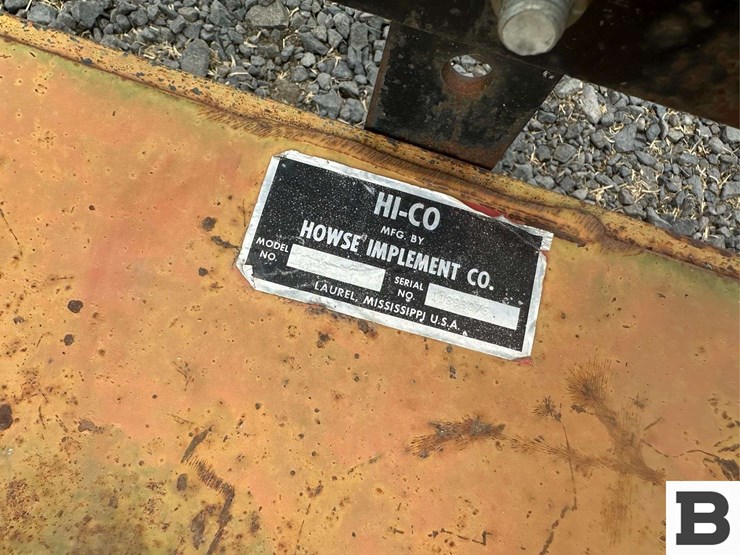 HI-CO
MFG. BY
HOWSE IMPLEMENT CO.
MODEL NO.
SERIAL NO.
LAUREL, MISSISSIPPI U.S.A.
B